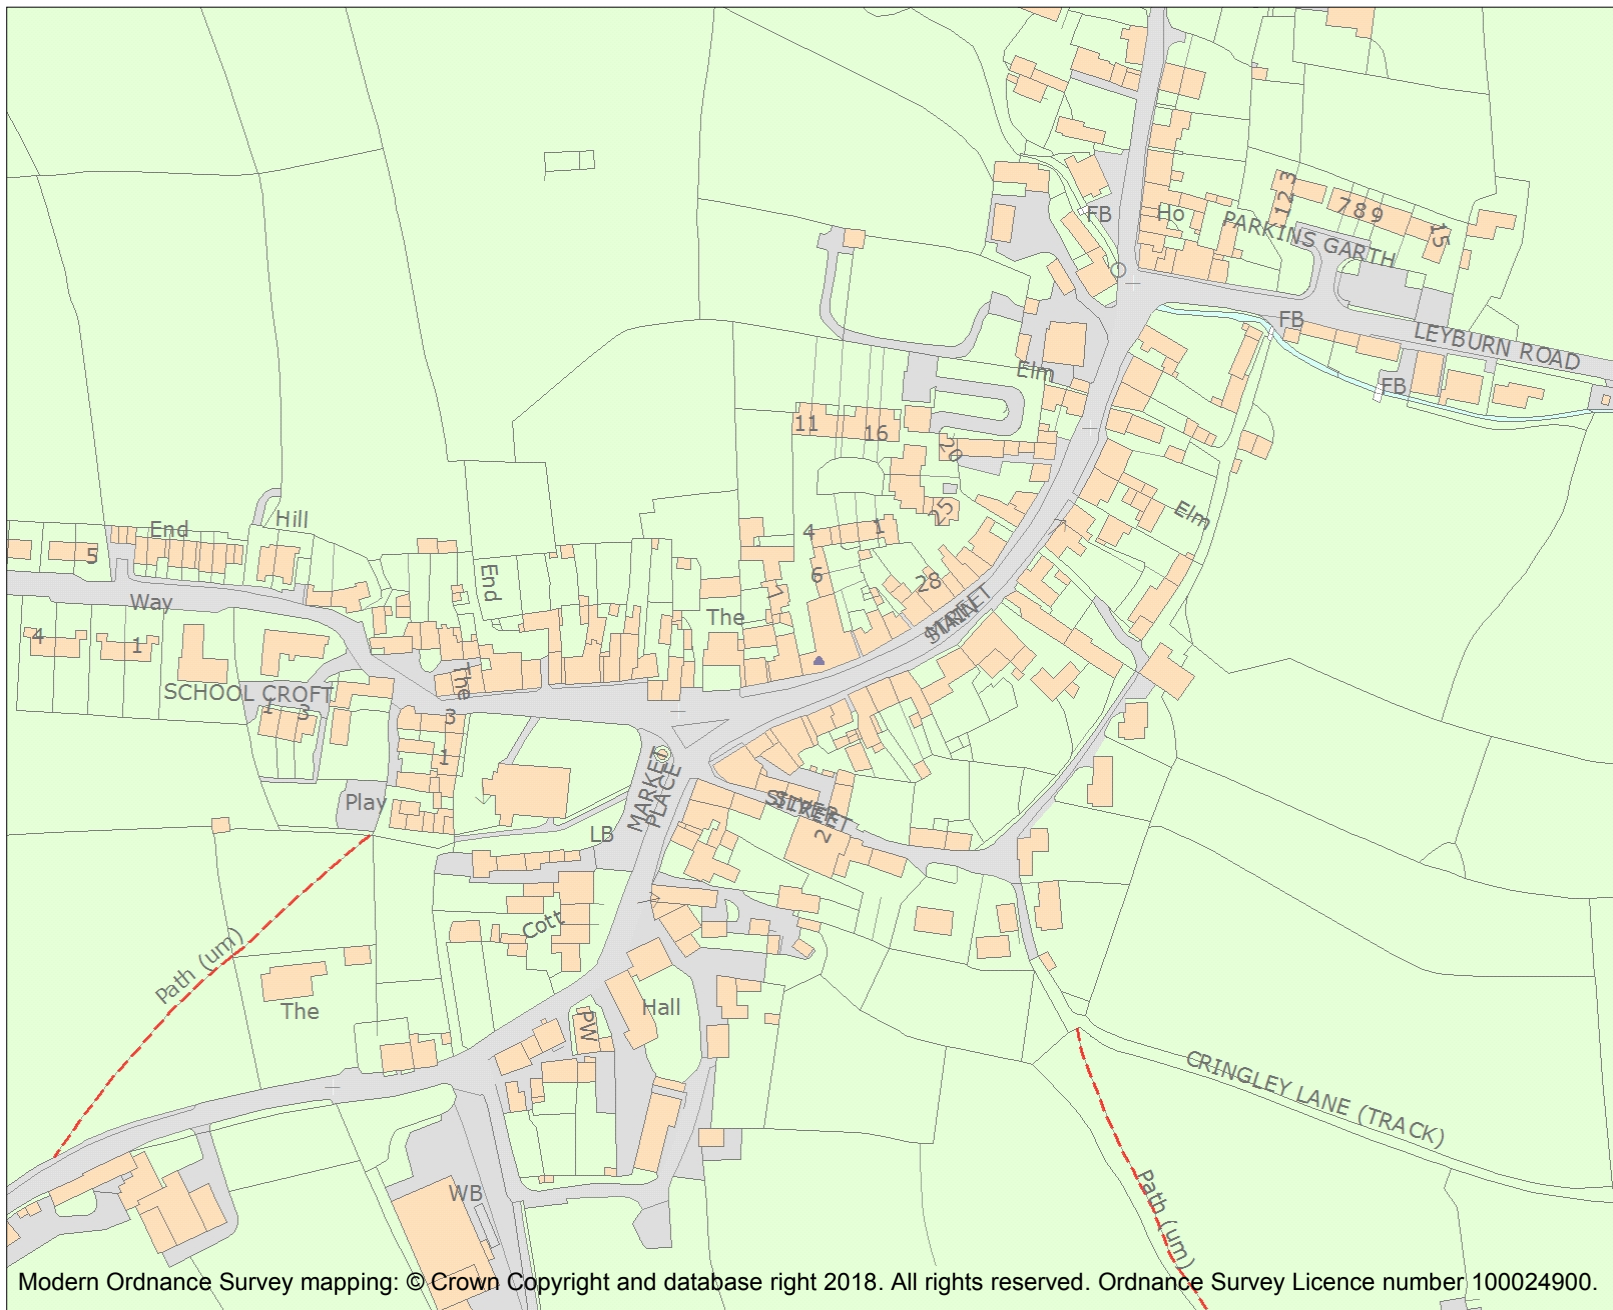 FB
Ho
1 2 3
7 8 9
15
PARKINS GARTH
FB
LEYBURN ROAD
Elm
FB
11
16
20
End
Hill
25
Elm
5
4
1
6
28
End
Way
7
The
MAIN
STREET
4
1
The
SCHOOL CROFT
1
3
3
1
MARKET
PLACE
Play
SILVER
STREET
2
LB
Cott
Path (um)
The
Hall
PW
CRINGLEY LANE (TRACK)
Path (um)
WB
Modern Ordnance Survey mapping: © Crown Copyright and database right 2018. All rights reserved. Ordnance Survey Licence number 100024900.